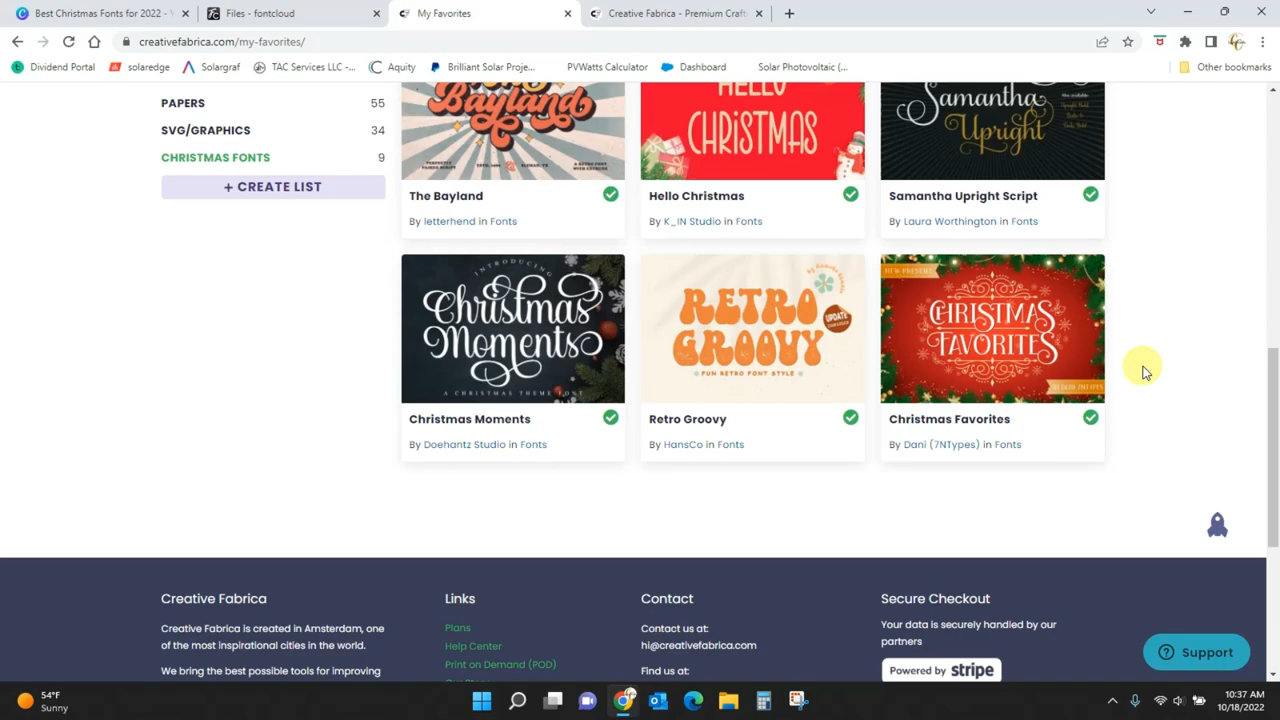 Best Christmas Fonts for 2022 - Y
Files - fontcloud
My Favorites
Creative Fabrica - Premium Craft
creativefabrica.com/my-favorites/
Dividend Portal
solaredge
Solargraf
TAC Services LLC -...
Aquity
Brilliant Solar Proje...
PVWatts Calculator
Dashboard
Solar Photovoltaic (...
Other bookmarks
PAPERS 55
SVG/GRAPHICS 34
CHRISTMAS FONTS 9
+ CREATE LIST
Bayland
HELLO
CHRISTMAS
Samantha
Upright
The Bayland
By letterhend in Fonts
Hello Christmas
By K_IN Studio in Fonts
Samantha Upright Script
By Laura Worthington in Fonts
INTRODUCING
Christmas
Moments
A CHRISTMAS THEME FONT
RETRO
GROOVY
UPDATE
FUN RETRO FONT STYLE
CHRISTMAS
FAVORITES
Christmas Moments
By Doehantz Studio in Fonts
Retro Groovy
By HansCo in Fonts
Christmas Favorites
By Dani (7NTypes) in Fonts
Creative Fabrica
Creative Fabrica is created in Amsterdam, one
of the most inspirational cities in the world.
We bring the best possible tools for improving
Links
Plans
Help Center
Print on Demand (POD)
Contact
Contact us at:
hi@creativefabrica.com
Find us at:
Secure Checkout
Your data is securely handled by our
partners
Powered by stripe
Support
54°F
Sunny
10:37 AM
10/18/2022